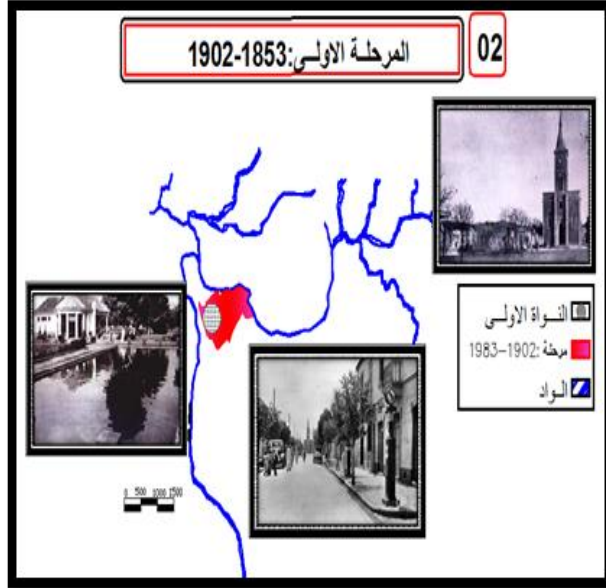 02
المرحلـة الاولـى:1853-1902
النـواة الاولـى
مرحلة :1902-1983
الـواد
0 500 1000 1500